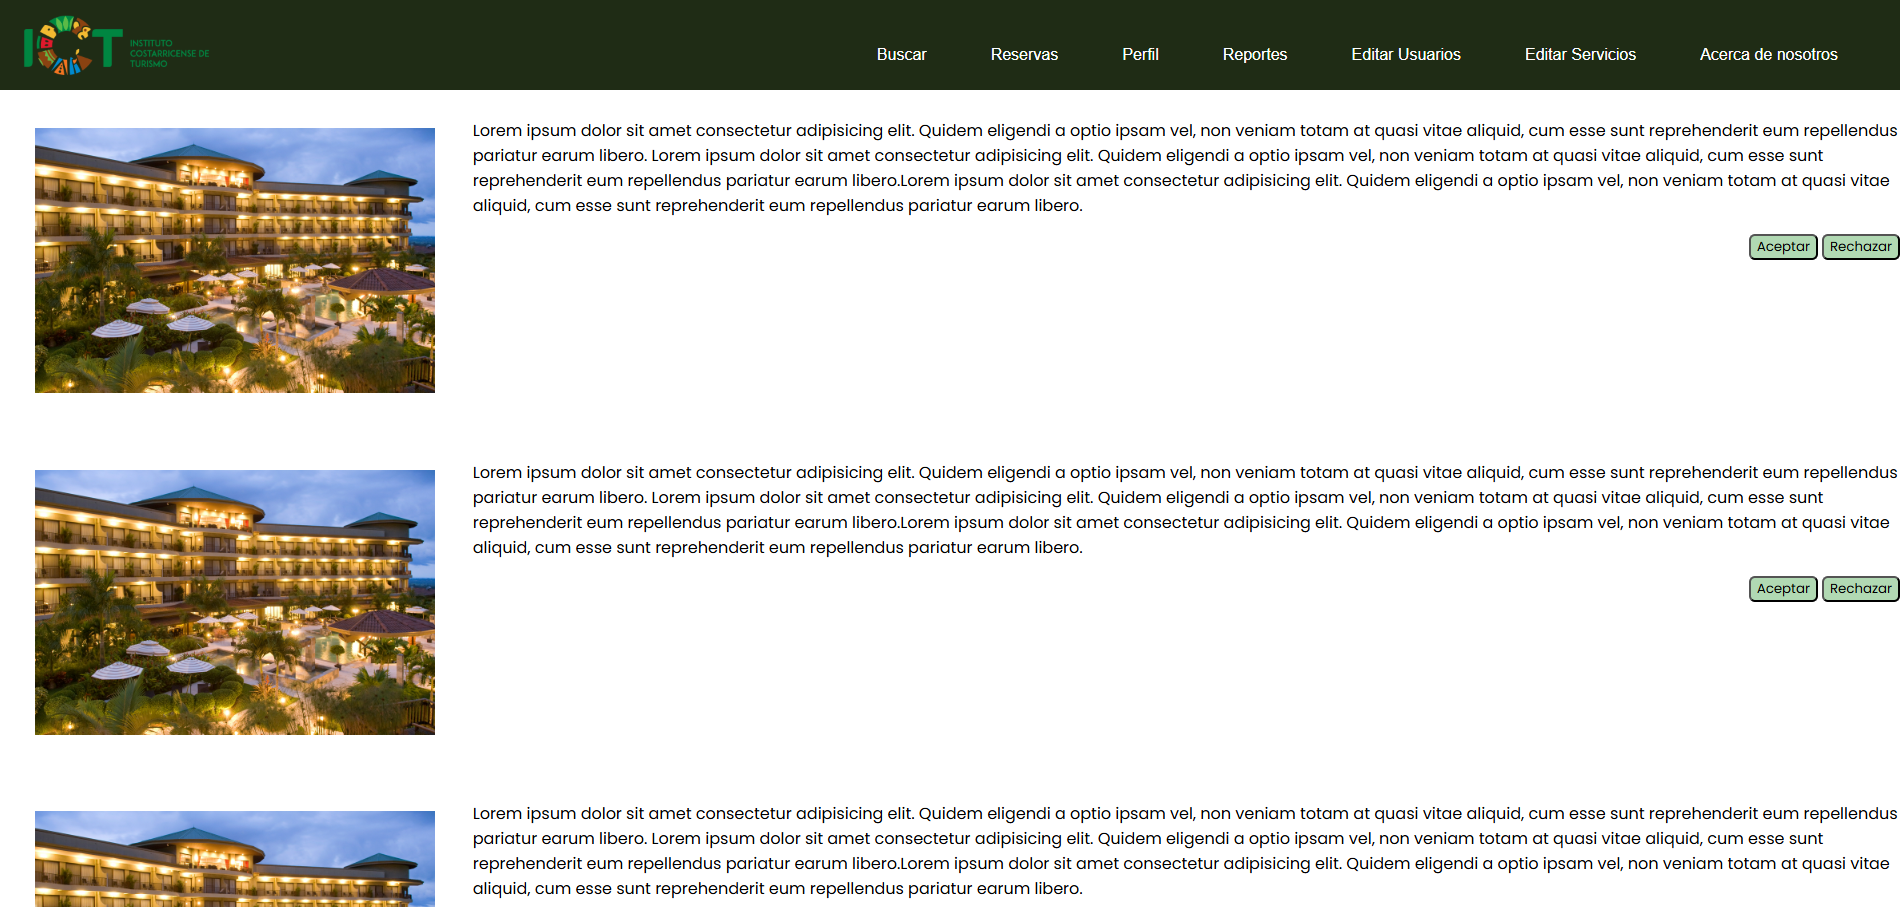 ICT
INSTITUTO
COSTARRICENSE DE
TURISMO
Buscar Reservas Perfil Reportes Editar Usuarios Editar Servicios Acerca de nosotros
Lorem ipsum dolor sit amet consectetur adipisicing elit. Quidem eligendi a optio ipsam vel, non veniam totam at quasi vitae aliquid, cum esse sunt reprehenderit eum repellendus
pariatur earum libero. Lorem ipsum dolor sit amet consectetur adipisicing elit. Quidem eligendi a optio ipsam vel, non veniam totam at quasi vitae aliquid, cum esse sunt
reprehenderit eum repellendus pariatur earum libero.Lorem ipsum dolor sit amet consectetur adipisicing elit. Quidem eligendi a optio ipsam vel, non veniam totam at quasi vitae
aliquid, cum esse sunt reprehenderit eum repellendus pariatur earum libero.
Aceptar Rechazar
Lorem ipsum dolor sit amet consectetur adipisicing elit. Quidem eligendi a optio ipsam vel, non veniam totam at quasi vitae aliquid, cum esse sunt reprehenderit eum repellendus
pariatur earum libero. Lorem ipsum dolor sit amet consectetur adipisicing elit. Quidem eligendi a optio ipsam vel, non veniam totam at quasi vitae aliquid, cum esse sunt
reprehenderit eum repellendus pariatur earum libero.Lorem ipsum dolor sit amet consectetur adipisicing elit. Quidem eligendi a optio ipsam vel, non veniam totam at quasi vitae
aliquid, cum esse sunt reprehenderit eum repellendus pariatur earum libero.
Aceptar Rechazar
Lorem ipsum dolor sit amet consectetur adipisicing elit. Quidem eligendi a optio ipsam vel, non veniam totam at quasi vitae aliquid, cum esse sunt reprehenderit eum repellendus
pariatur earum libero. Lorem ipsum dolor sit amet consectetur adipisicing elit. Quidem eligendi a optio ipsam vel, non veniam totam at quasi vitae aliquid, cum esse sunt
reprehenderit eum repellendus pariatur earum libero.Lorem ipsum dolor sit amet consectetur adipisicing elit. Quidem eligendi a optio ipsam vel, non veniam totam at quasi vitae
aliquid, cum esse sunt reprehenderit eum repellendus pariatur earum libero.